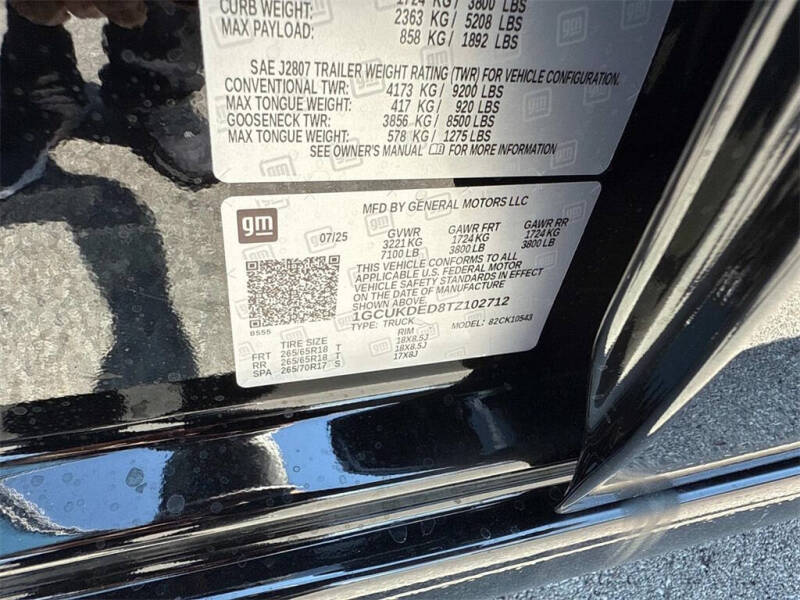 CURB WEIGHT: 1724 KG/ 3800 LBS
MAX PAYLOAD: 2363 KG/ 5208 LBS
858 KG/ 1892 LBS
SAE J2807 TRAILER WEIGHT RATING (TWR) FOR VEHICLE CONFIGURATION.
CONVENTIONAL TWR: 4173 KG/ 9200 LBS
MAX TONGUE WEIGHT: 417 KG/ 920 LBS
GOOSENECK TWR: 3856 KG/ 8500 LBS
MAX TONGUE WEIGHT: 578 KG/ 1275 LBS
SEE OWNER'S MANUAL FOR MORE INFORMATION
gm
MFD BY GENERAL MOTORS LLC
07/25 GVWR GAWR FRT GAWR RR
3221 KG 1724 KG 1724 KG
7100 LB 3800 LB 3800 LB
THIS VEHICLE CONFORMS TO ALL
APPLICABLE U.S. FEDERAL MOTOR
VEHICLE SAFETY STANDARDS IN EFFECT
ON THE DATE OF MANUFACTURE
SHOWN ABOVE.
1GCUKDED8TZ102712
0555 TYPE: TRUCK MODEL: 82CK10543
TIRE SIZE RIM
FRT 265/65R18 T 18X8.5J
RR 265/65R18 T 18X8.5J
SPA 265/70R17 S 17X8J